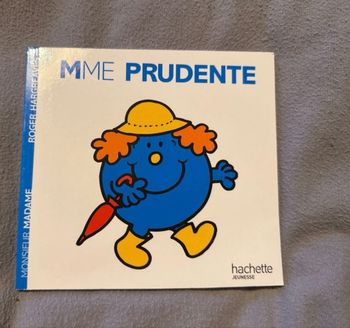 MME PRUDENTE
ROGER HARGREAVES
MONSIEUR MADAME
hachette
JEUNESSE